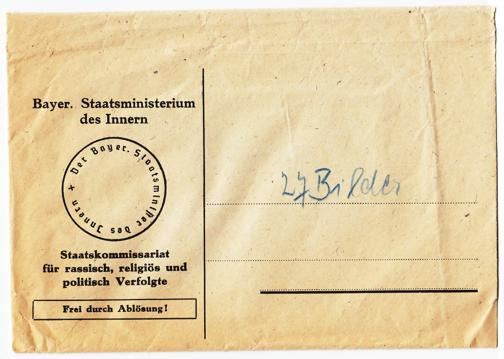 Bayer. Staatsministerium
des Innern
+ Der Bayer. Staatsminister des Innern
Staatskommissariat
für rassisch, religiös und
politisch Verfolgte
Frei durch Ablösung!
27 Bilder